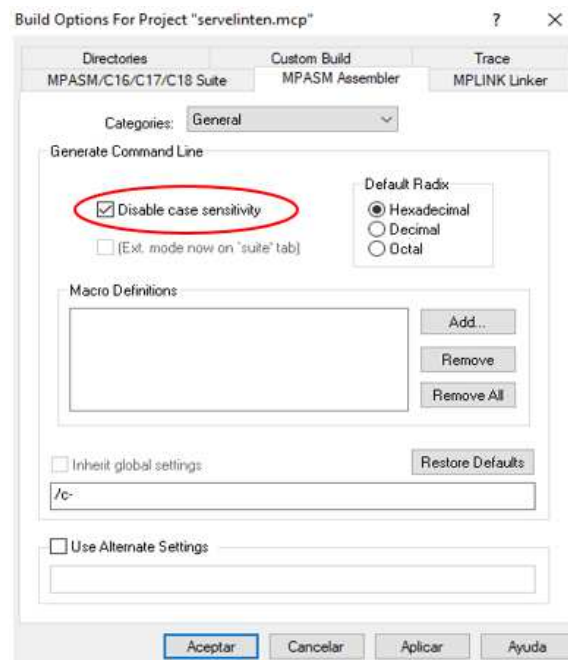 Build Options For Project "servelinten.mcp"
? ×
Directories Custom Build Trace
MPASM/C16/C17/C18 Suite MPASM Assembler MPLINK Linker
Categories: General
Generate Command Line
Default Radix
Disable case sensitivity
Hexadecimal
Decimal
(Ext. mode now on 'suite' tab)
Octal
Macro Definitions
Add...
Remove
Remove All
Inherit global settings
Restore Defaults
/c-
Use Alternate Settings
Aceptar Cancelar Aplicar Ayuda